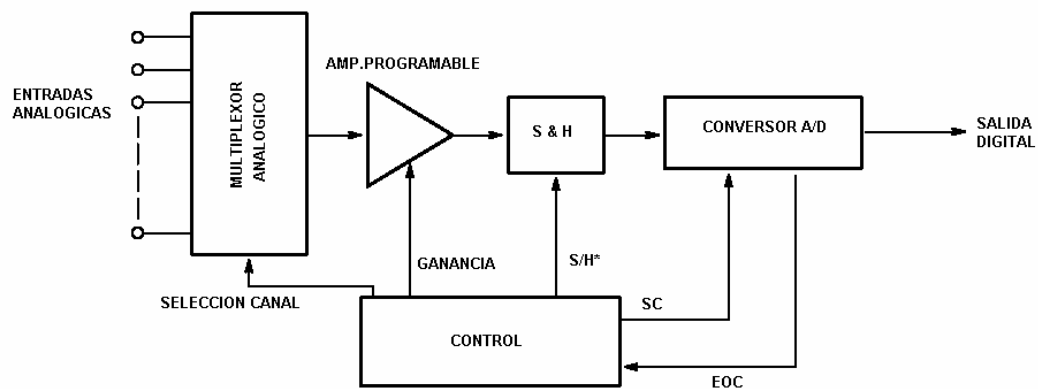 ENTRADAS
ANALOGICAS
MULTIPLEXOR
ANALOGICO
AMP.PROGRAMABLE
S & H
CONVERSOR A/D
SALIDA
DIGITAL
SELECCION CANAL
GANANCIA
S/H*
SC
CONTROL
EOC